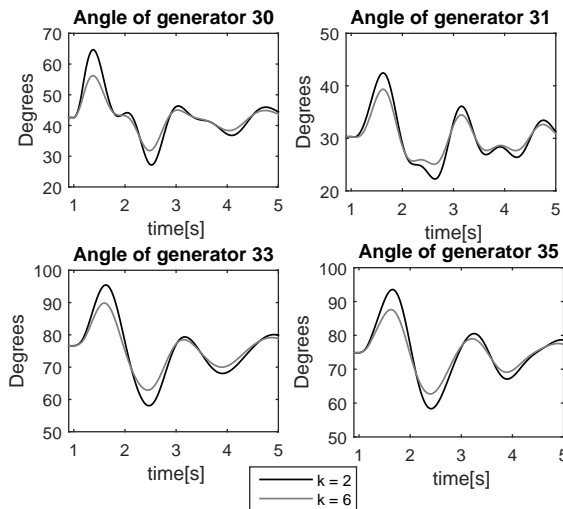 Angle of generator 30
Degrees
70
60
50
40
30
20
1 2 3 4 5
time[s]
Angle of generator 31
Degrees
50
40
30
20
1 2 3 4 5
time[s]
Angle of generator 33
Degrees
100
90
80
70
60
50
1 2 3 4 5
time[s]
Angle of generator 35
Degrees
100
90
80
70
60
50
1 2 3 4 5
time[s]
k = 2
k = 6